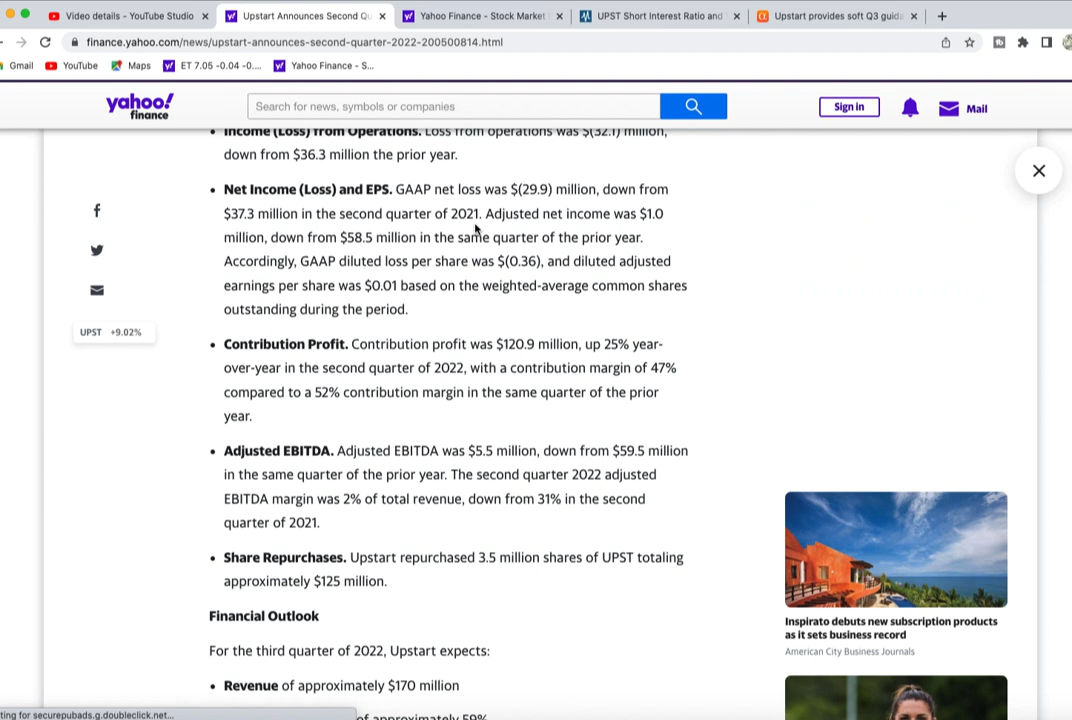 Video details - YouTube Studio
Upstart Announces Second Qu
Yahoo Finance - Stock Market
UPST Short Interest Ratio and
Upstart provides soft Q3 guida
finance.yahoo.com/news/upstart-announces-second-quarter-2022-200500814.html
Gmail
YouTube
Maps
ET 7.05 -0.04 -0....
Yahoo Finance - S...
yahoo!
finance
Search for news, symbols or companies
Sign in
Mail
Income (Loss) from Operations. Loss from operations was $(32.1) million,
down from $36.3 million the prior year.
• Net Income (Loss) and EPS. GAAP net loss was $(29.9) million, down from
$37.3 million in the second quarter of 2021. Adjusted net income was $1.0
million, down from $58.5 million in the same quarter of the prior year.
Accordingly, GAAP diluted loss per share was $(0.36), and diluted adjusted
earnings per share was $0.01 based on the weighted-average common shares
outstanding during the period.
UPST +9.02%
• Contribution Profit. Contribution profit was $120.9 million, up 25% year-
over-year in the second quarter of 2022, with a contribution margin of 47%
compared to a 52% contribution margin in the same quarter of the prior
year.
• Adjusted EBITDA. Adjusted EBITDA was $5.5 million, down from $59.5 million
in the same quarter of the prior year. The second quarter 2022 adjusted
EBITDA margin was 2% of total revenue, down from 31% in the second
quarter of 2021.
• Share Repurchases. Upstart repurchased 3.5 million shares of UPST totaling
approximately $125 million.
Financial Outlook
For the third quarter of 2022, Upstart expects:
• Revenue of approximately $170 million
of approximately 59%
Inspirato debuts new subscription products
as it sets business record
American City Business Journals
ting for securepubads.g.doubleclick.net...